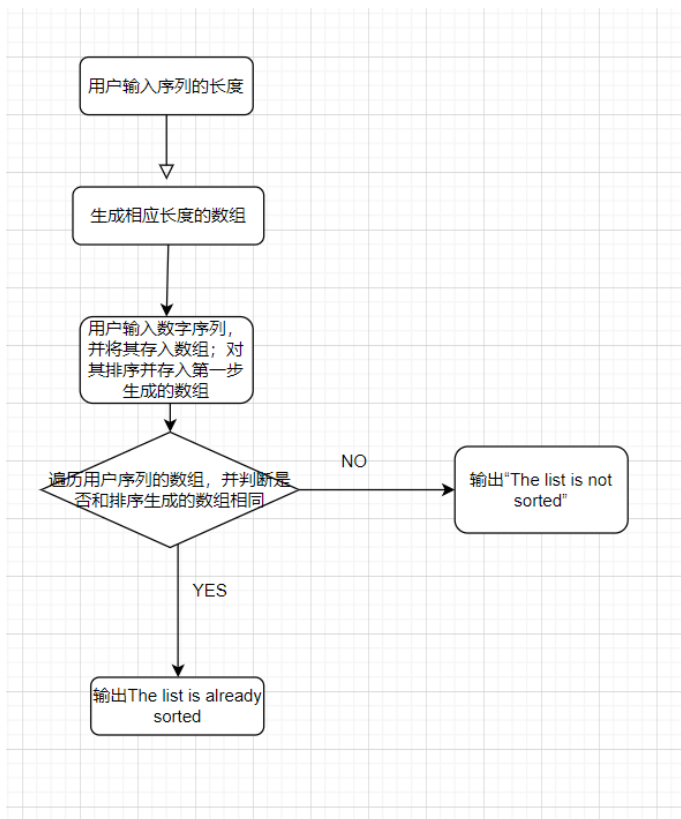 用户输入序列的长度
生成相应长度的数组
用户输入数字序列，
并将其存入数组；对
其排序并存入第一步
生成的数组
遍历用户序列的数组，并判断是
否和排序生成的数组相同
NO
输出“The list is not
sorted”
YES
输出The list is already
sorted